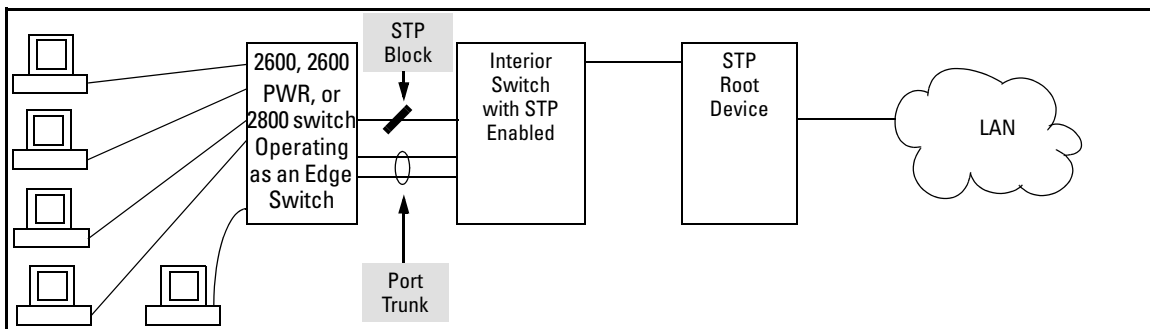 STP
Block
2600, 2600
PWR, or
2800 switch
Operating
as an Edge
Switch
Interior
Switch
with STP
Enabled
STP
Root
Device
LAN
Port
Trunk